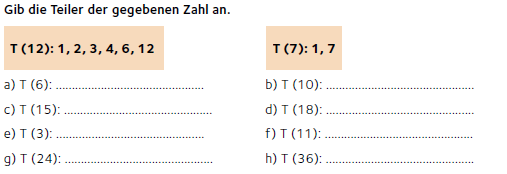 Gib die Teiler der gegebenen Zahl an.
T (12): 1, 2, 3, 4, 6, 12
T (7): 1, 7
a) T (6): ................................................
b) T (10): ................................................
c) T (15): ................................................
d) T (18): ................................................
e) T (3): ................................................
f) T (11): ................................................
g) T (24): ................................................
h) T (36): ................................................